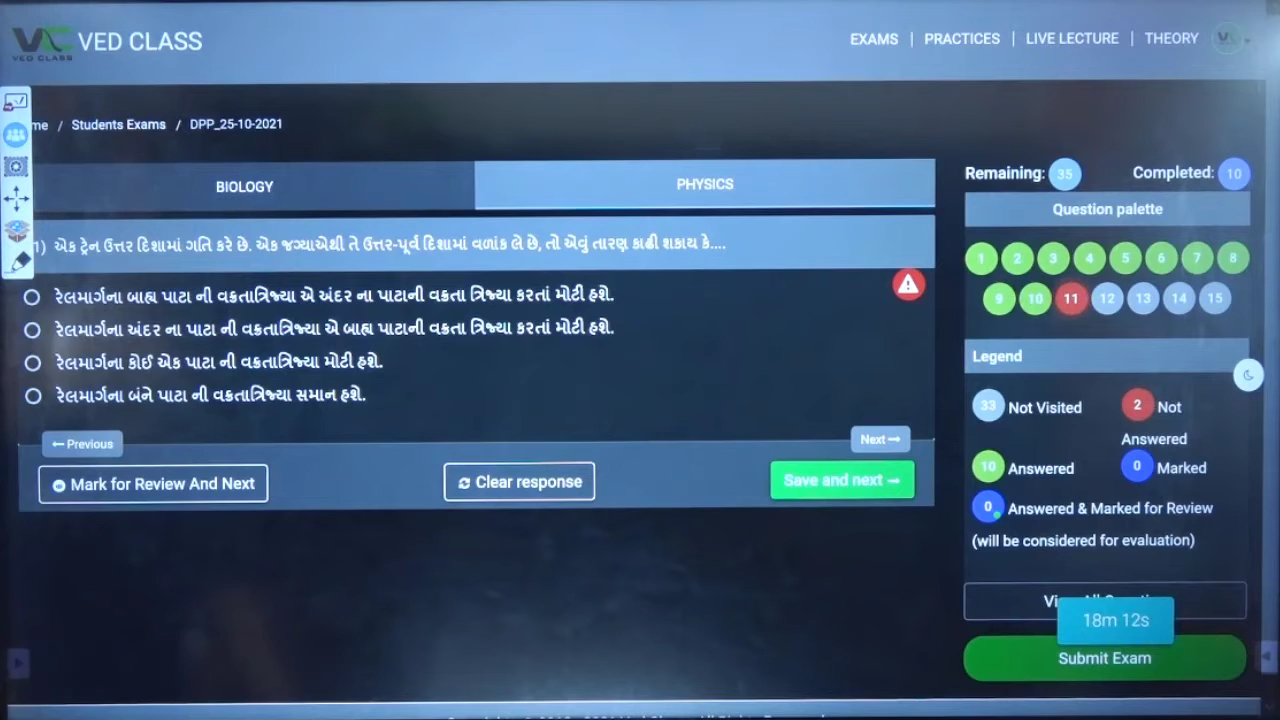 VED CLASS
VED CLASS
EXAMS | PRACTICES | LIVE LECTURE | THEORY
me / Students Exams / DPP_25-10-2021
BIOLOGY
PHYSICS
1) એક ટ્રેન ઉત્તર દિશામાં ગતિ કરે છે. એક જગ્યાએથી તે ઉત્તર-પૂર્વ દિશામાં વળાંક લે છે, તો એવું તારણ કાઢી શકાય કે....
રેલમાર્ગના બાહ્ય પાટા ની વક્રતાત્રિજ્યા એ અંદર ના પાટાની વક્રતા ત્રિજ્યા કરતાં મોટી હશે.
રેલમાર્ગના અંદર ના પાટા ની વક્રતાત્રિજ્યા એ બાહ્ય પાટાની વક્રતા ત્રિજ્યા કરતાં મોટી હશે.
રેલમાર્ગના કોઈ એક પાટા ની વક્રતાત્રિજ્યા મોટી હશે.
રેલમાર્ગના બંને પાટા ની વક્રતાત્રિજ્યા સમાન હશે.
← Previous
Next →
Mark for Review And Next
Clear response
Save and next →
Remaining: 35
Completed: 10
Question palette
1 2 3 4 5 6 7 8
9 10 11 12 13 14 15
Legend
33 Not Visited
2 Not
Answered
10 Answered
0 Marked
0 Answered & Marked for Review
(will be considered for evaluation)
18m 12s
Submit Exam